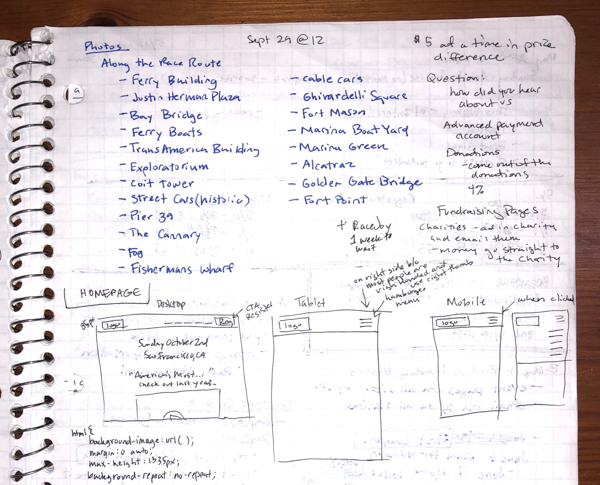 Photos
Sept 29 @ 12
Along the Race Route
- Ferry Building
- Justin Herman Plaza
- Bay Bridge
- Ferry Boats
- TransAmerica Building
- Exploratorium
- Coit Tower
- Street Cars (historic)
- Pier 39
- The Cannary
- Fog
- Fishermans Wharf
- cable cars
- Ghirardelli Square
- Fort Mason
- Marina Boat Yard
- Marina Green
- Alcatraz
- Golden Gate Bridge
- Fort Point
+ Raceby
1 week to
wait
$5 at a time in prize
difference
Question:
how did you hear
about us
Advanced payment
account
Donations
- come out of the
donations
4%
Fundraising Pages
charities - ad in charity
and emails them
- money go straight to
the charity
HOMEPAGE
Desktop
CTA
Register
logo
Sunday October 2nd
San Francisco, CA
"America's Most... "
check out last year..
Tablet
on right side b/c
most people are
right handed and
use right thumb
hamburger
menu
logo
Mobile
logo
when clicked
html {
background-image: url( );
margin: 0 auto;
max-height: 1335px;
background-repeat: no-repeat;